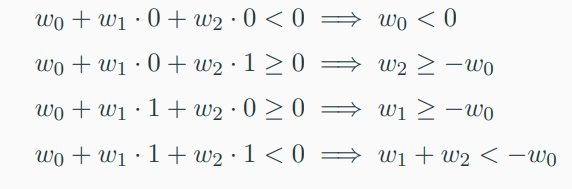 w₀ + w₁ · 0 + w₂ · 0 < 0 ⟹ w₀ < 0
w₀ + w₁ · 0 + w₂ · 1 ≥ 0 ⟹ w₂ ≥ −w₀
w₀ + w₁ · 1 + w₂ · 0 ≥ 0 ⟹ w₁ ≥ −w₀
w₀ + w₁ · 1 + w₂ · 1 < 0 ⟹ w₁ + w₂ < −w₀